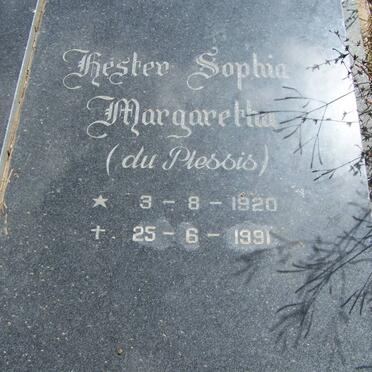 Hester Sophia
Margaretha
(du Plessis)
★ 3 - 8 - 1920
✝ 25 - 6 - 1991